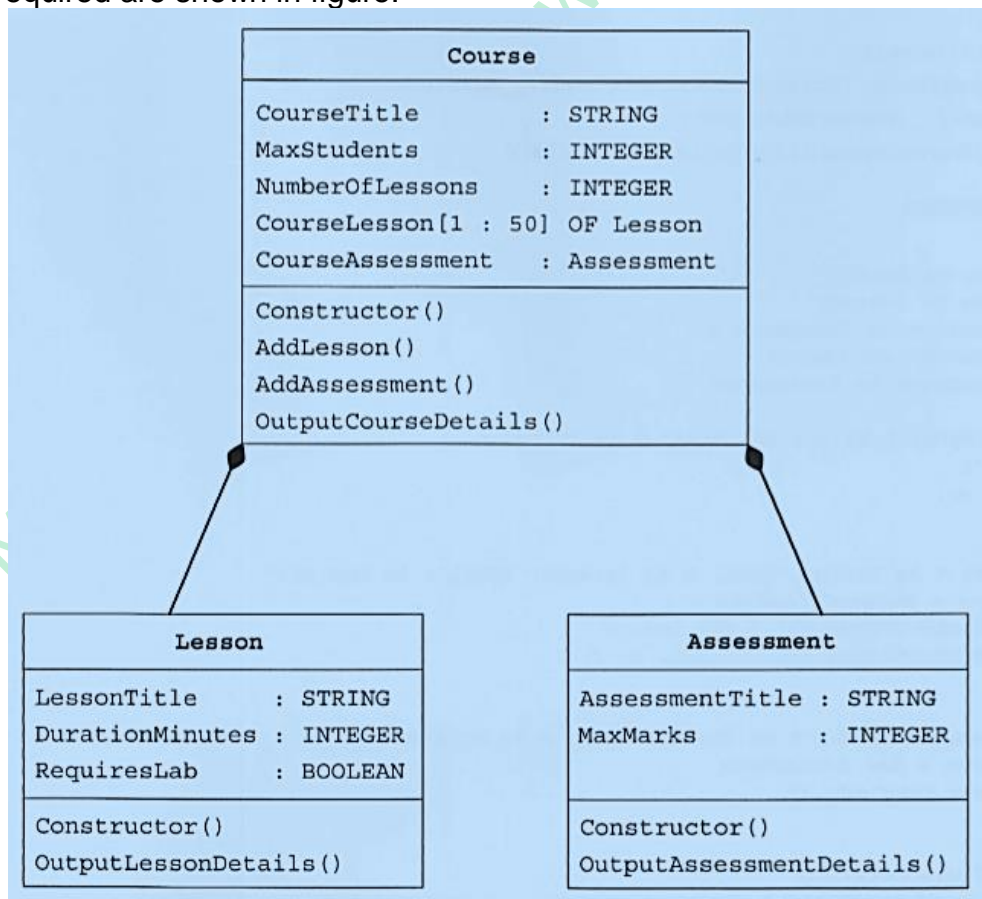 equired are shown in figure.
Course
CourseTitle : STRING
MaxStudents : INTEGER
NumberOfLessons : INTEGER
CourseLesson[1 : 50] OF Lesson
CourseAssessment : Assessment
Constructor()
AddLesson()
AddAssessment()
OutputCourseDetails()
Lesson
LessonTitle : STRING
DurationMinutes : INTEGER
RequiresLab : BOOLEAN
Constructor()
OutputLessonDetails()
Assessment
AssessmentTitle : STRING
MaxMarks : INTEGER
Constructor()
OutputAssessmentDetails()